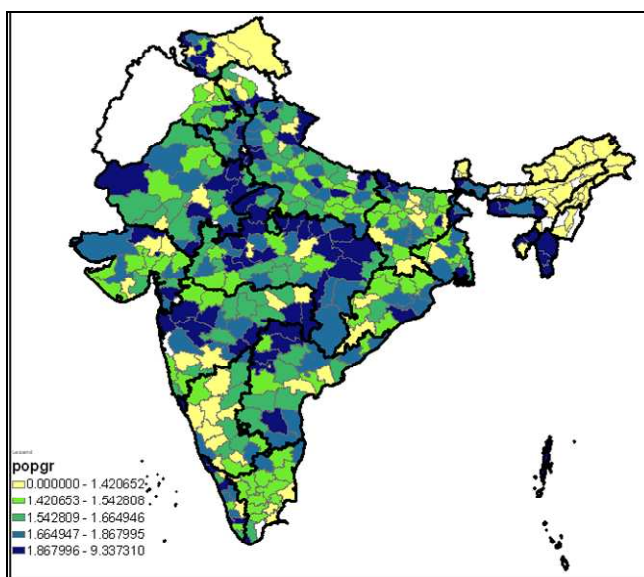 Legend
popgr
0.000000 - 1.420652
1.420653 - 1.542808
1.542809 - 1.664946
1.664947 - 1.867995
1.867996 - 9.337310